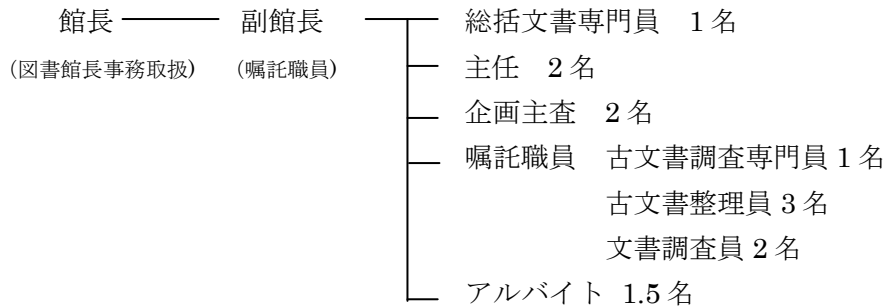 館長 副館長 総括文書専門員 1名
(図書館長事務取扱) (嘱託職員) 主任 2名
企画主査 2名
嘱託職員 古文書調査専門員 1名
古文書整理員 3名
文書調査員 2名
アルバイト 1.5名